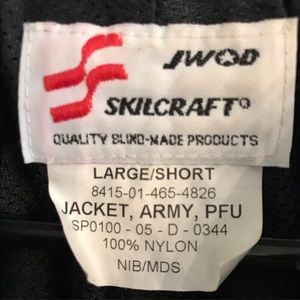 JWOD
SKILCRAFT®
QUALITY BLIND-MADE PRODUCTS
LARGE/SHORT
8415-01-465-4826
JACKET, ARMY, PFU
SP0100 - 05 - D - 0344
100% NYLON
NIB/MDS